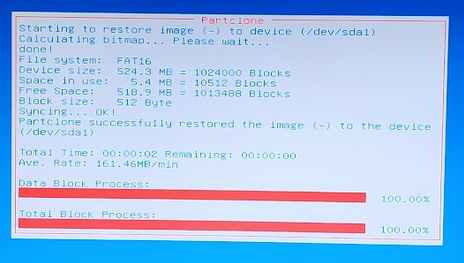 Partclone
Starting to restore image (-) to device (/dev/sda1)
Calculating bitmap... Please wait...
done!
File system: FAT16
Device size: 524.3 MB = 1024000 Blocks
Space in use: 5.4 MB = 10512 Blocks
Free Space: 518.9 MB = 1013488 Blocks
Block size: 512 Byte
Syncing... OK!
Partclone successfully restored the image (-) to the device
(/dev/sda1)
Total Time: 00:00:02 Remaining: 00:00:00
Ave. Rate: 161.46MB/min
Data Block Process:
100.00%
Total Block Process:
100.00%